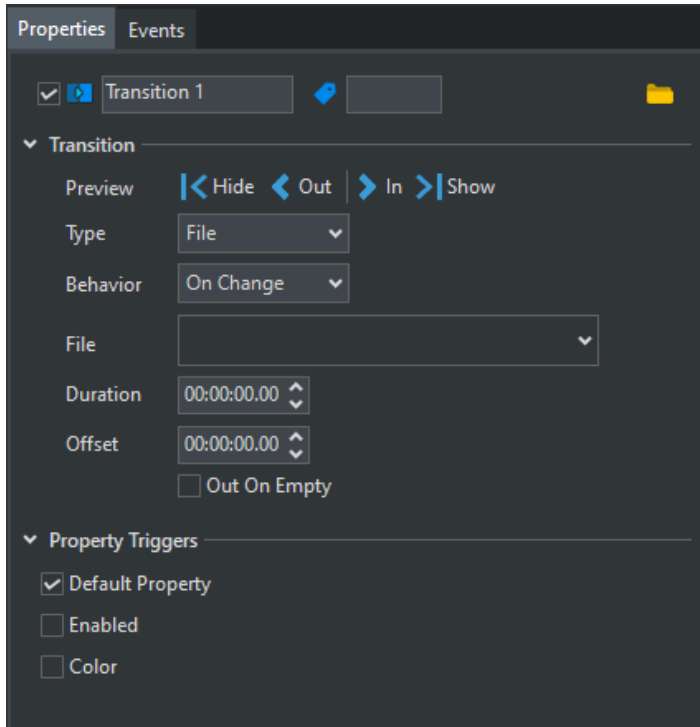 Properties Events
Transition 1
Transition
Preview Hide Out In Show
Type File
Behavior On Change
File
Duration 00:00:00.00
Offset 00:00:00.00
Out On Empty
Property Triggers
Default Property
Enabled
Color